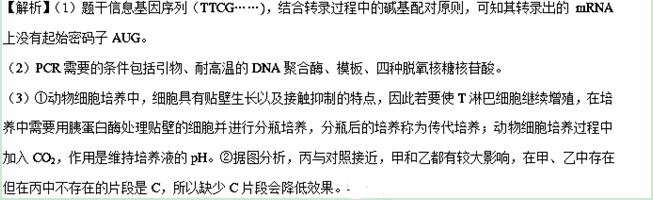 【解析】（1）题干信息基因序列（TTCG……），结合转录过程中的碱基配对原则，可知其转录出的 mRNA
上没有起始密码子 AUG。
（2）PCR 需要的条件包括引物、耐高温的 DNA 聚合酶、模板、四种脱氧核糖核苷酸。
（3）①动物细胞培养中，细胞具有贴壁生长以及接触抑制的特点，因此若要使 T 淋巴细胞继续增殖，在培
养中需要用胰蛋白酶处理贴壁的细胞并进行分瓶培养，分瓶后的培养称为传代培养；动物细胞培养过程中
加入 CO₂，作用是维持培养液的 pH。②据图分析，丙与对照接近，甲和乙都有较大影响，在甲、乙中存在
但在丙中不存在的片段是 C，所以缺少 C 片段会降低效果。